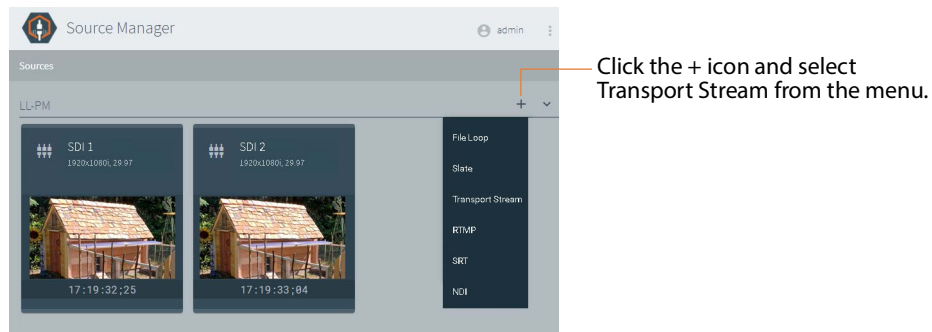 Source Manager
admin
Sources
LL-PM
+
SDI 1
1920x1080i, 29.97
SDI 2
1920x1080i, 29.97
17:19:32;25
17:19:33;04
File Loop
Slate
Transport Stream
RTMP
SRT
NDI
Click the + icon and select
Transport Stream from the menu.